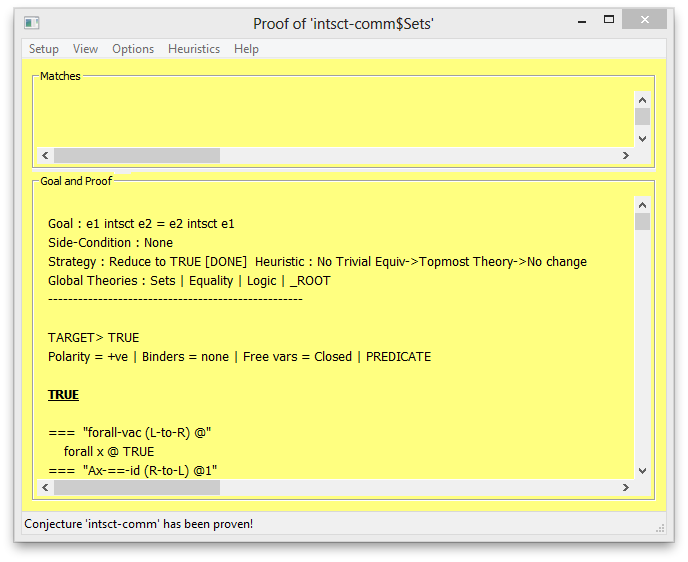 Proof of 'intsct-comm$Sets'
Setup View Options Heuristics Help
Matches
Goal and Proof
Goal : e1 intsct e2 = e2 intsct e1
Side-Condition : None
Strategy : Reduce to TRUE [DONE]  Heuristic : No Trivial Equiv->Topmost Theory->No change
Global Theories : Sets | Equality | Logic | _ROOT
---------------------------------------------------
TARGET> TRUE
Polarity = +ve | Binders = none | Free vars = Closed | PREDICATE
TRUE
===  "forall-vac (L-to-R) @"
forall x @ TRUE
===  "Ax-==-id (R-to-L) @1"
Conjecture 'intsct-comm' has been proven!